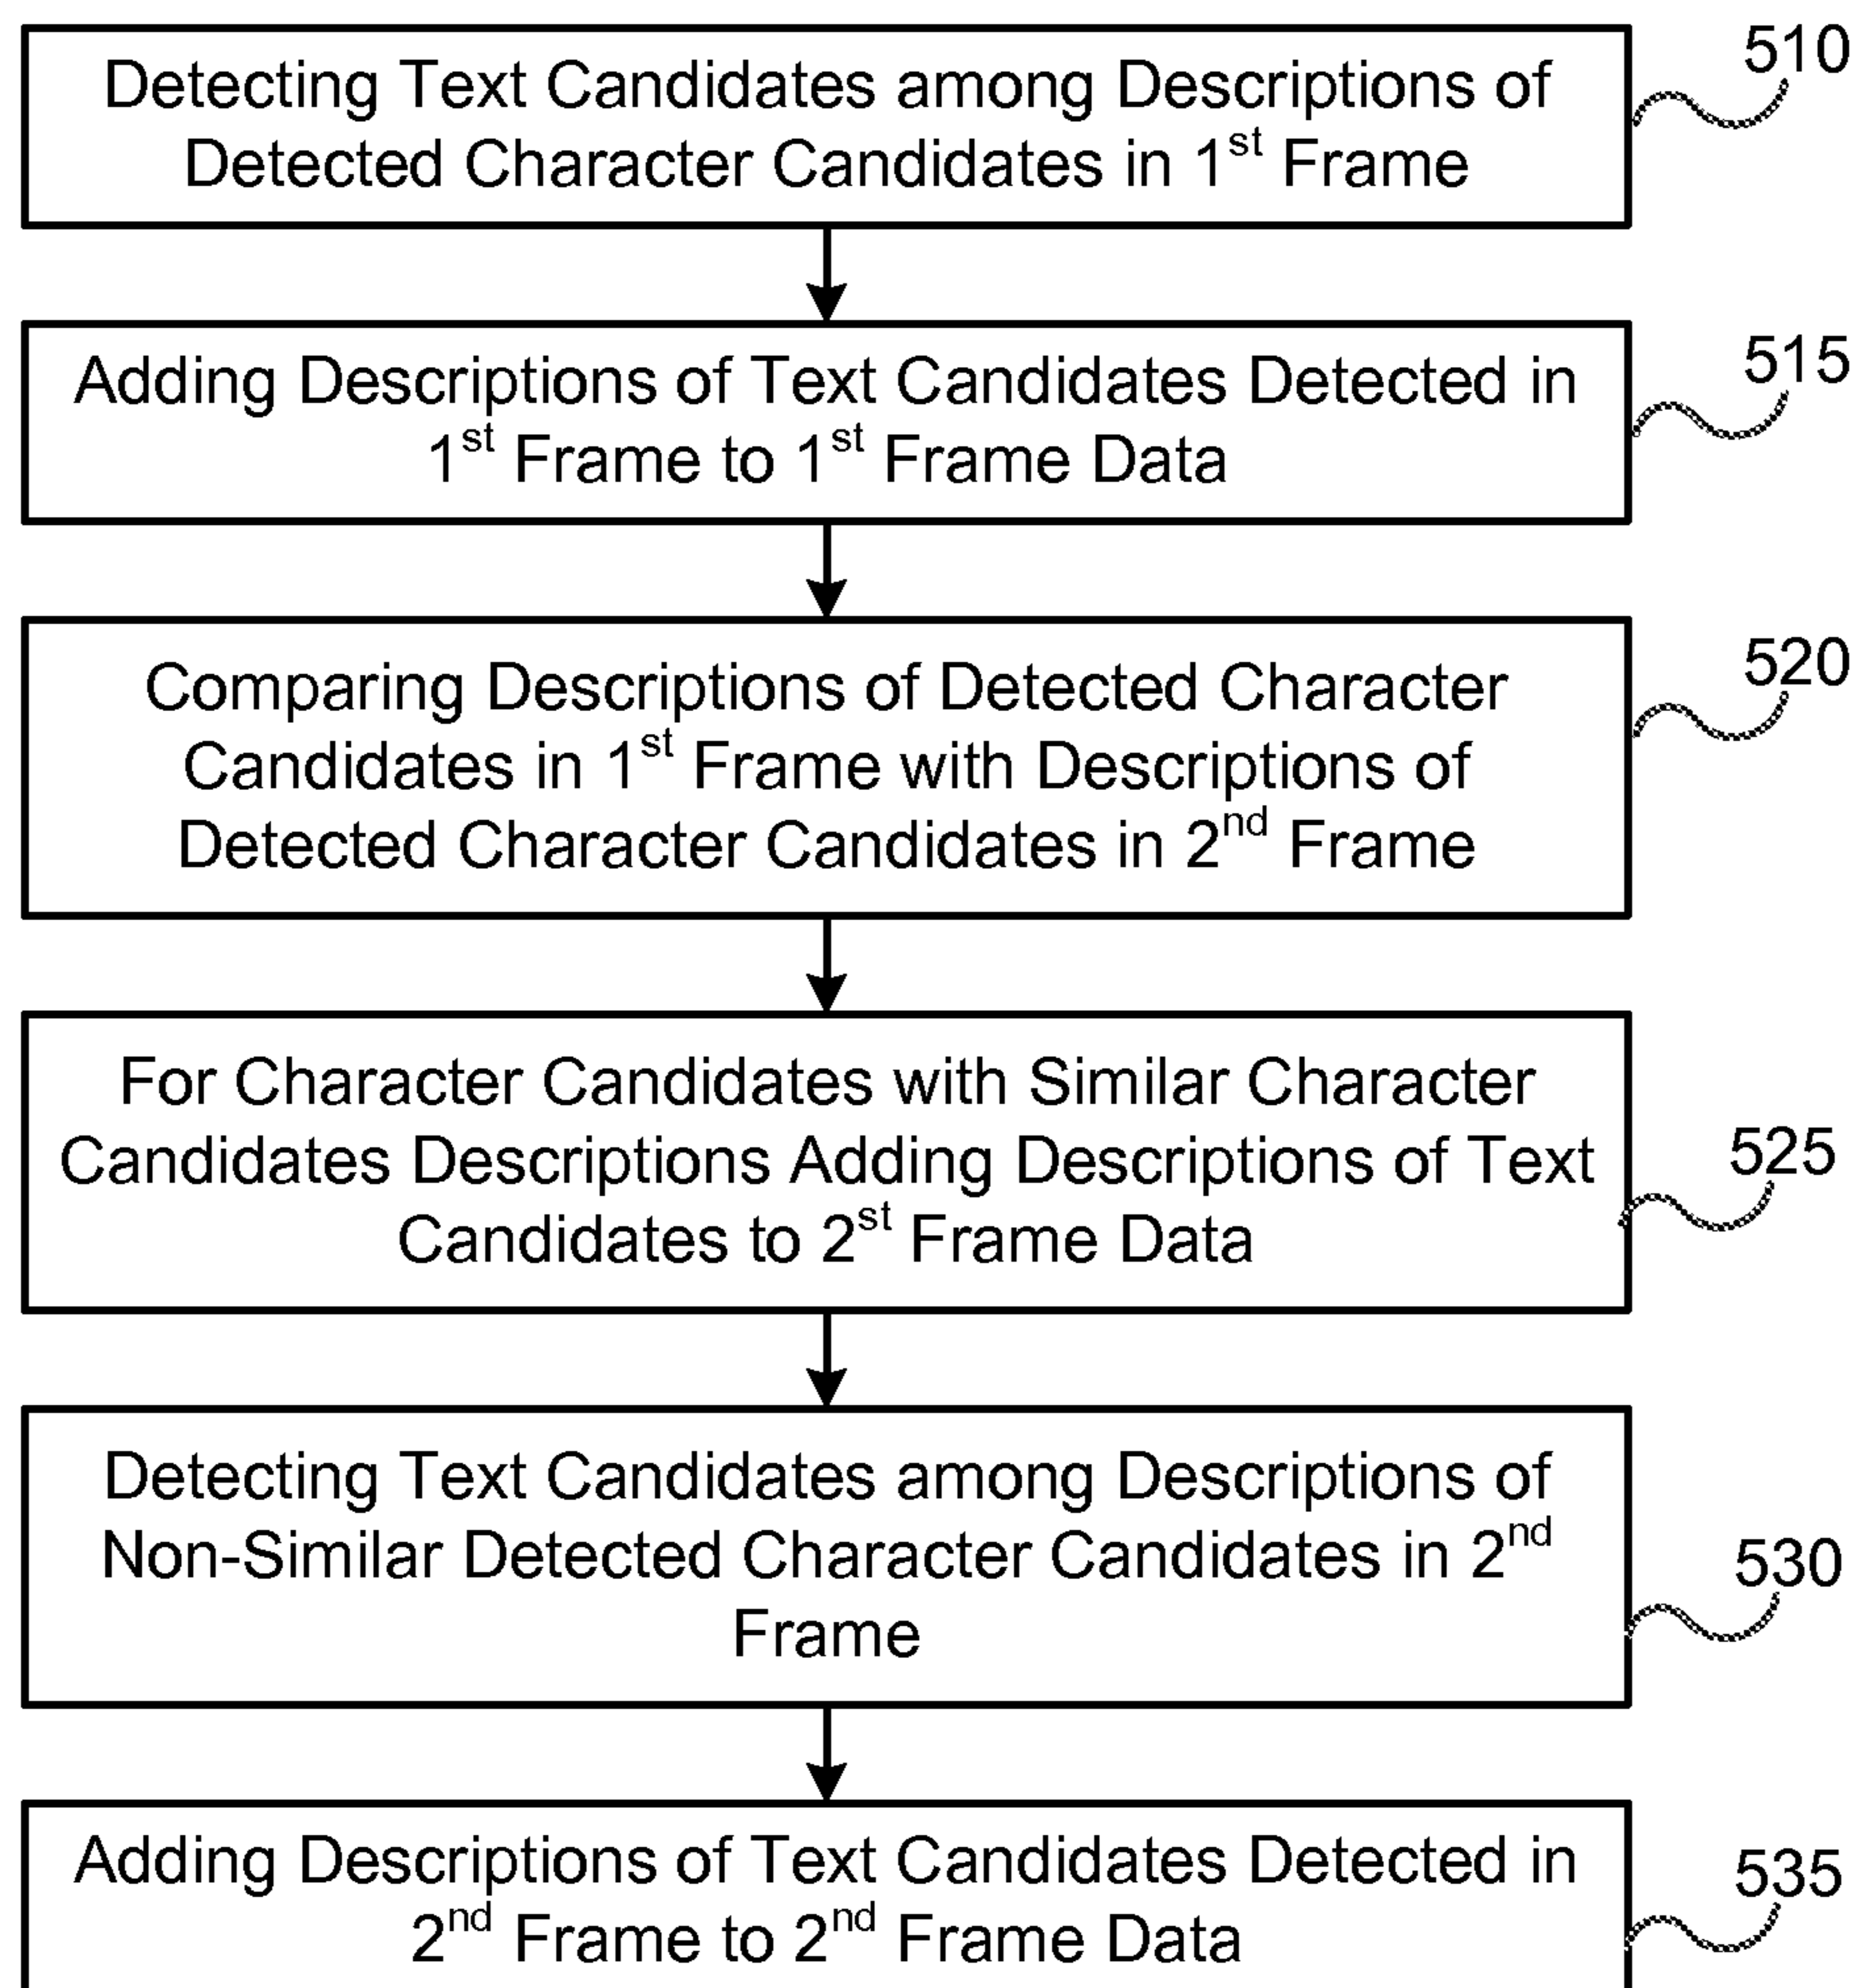 Detecting Text Candidates among Descriptions of
Detected Character Candidates in 1st Frame
510
Adding Descriptions of Text Candidates Detected in
1st Frame to 1st Frame Data
515
Comparing Descriptions of Detected Character
Candidates in 1st Frame with Descriptions of
Detected Character Candidates in 2nd Frame
520
For Character Candidates with Similar Character
Candidates Descriptions Adding Descriptions of Text
Candidates to 2st Frame Data
525
Detecting Text Candidates among Descriptions of
Non-Similar Detected Character Candidates in 2nd
Frame
530
Adding Descriptions of Text Candidates Detected in
2nd Frame to 2nd Frame Data
535